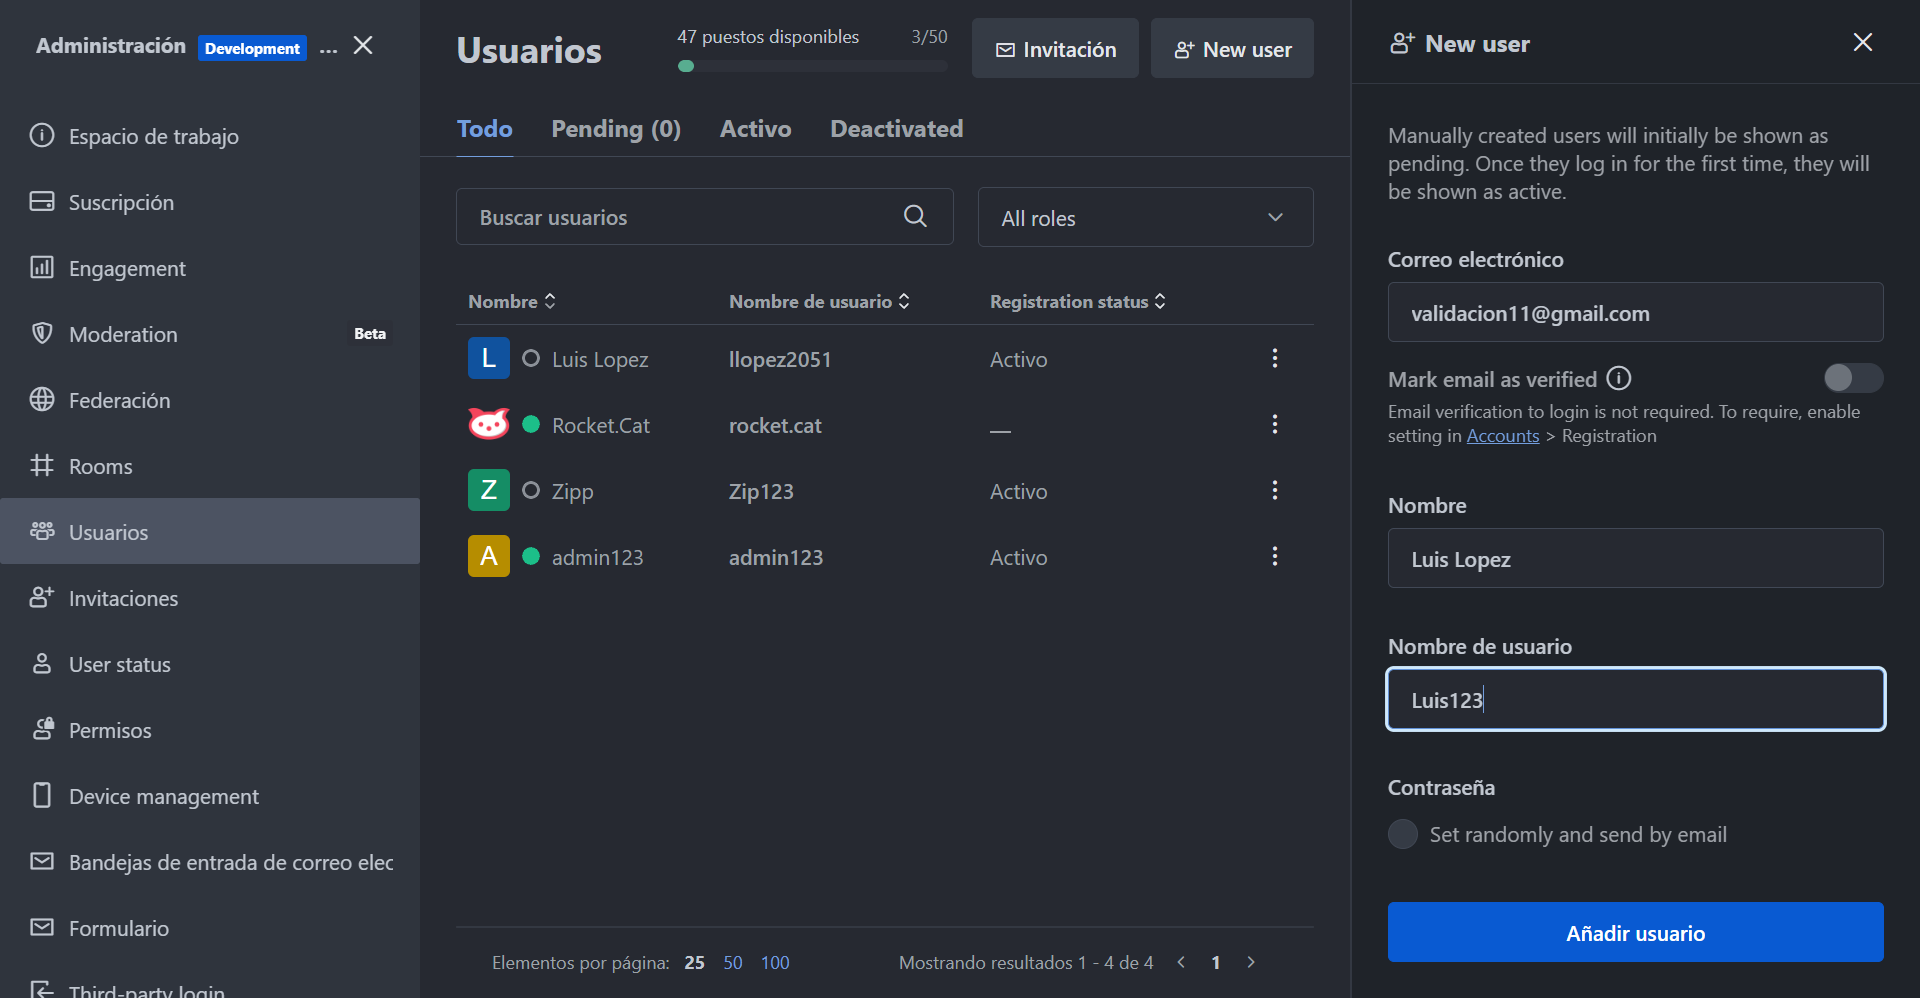 Administración Development ...
Espacio de trabajo
Suscripción
Engagement
Moderation Beta
Federación
Rooms
Usuarios
Invitaciones
User status
Permisos
Device management
Bandejas de entrada de correo elec
Formulario
Third-party login
Usuarios
47 puestos disponibles 3/50
Invitación
New user
Todo Pending (0) Activo Deactivated
Buscar usuarios
All roles
Nombre Nombre de usuario Registration status
L Luis Lopez llopez2051 Activo
Rocket.Cat rocket.cat —
Z Zipp Zip123 Activo
A admin123 admin123 Activo
Elementos por página: 25 50 100
Mostrando resultados 1 - 4 de 4 < 1 >
New user
Manually created users will initially be shown as
pending. Once they log in for the first time, they will
be shown as active.
Correo electrónico
validacion11@gmail.com
Mark email as verified
Email verification to login is not required. To require, enable
setting in Accounts > Registration
Nombre
Luis Lopez
Nombre de usuario
Luis123
Contraseña
Set randomly and send by email
Añadir usuario